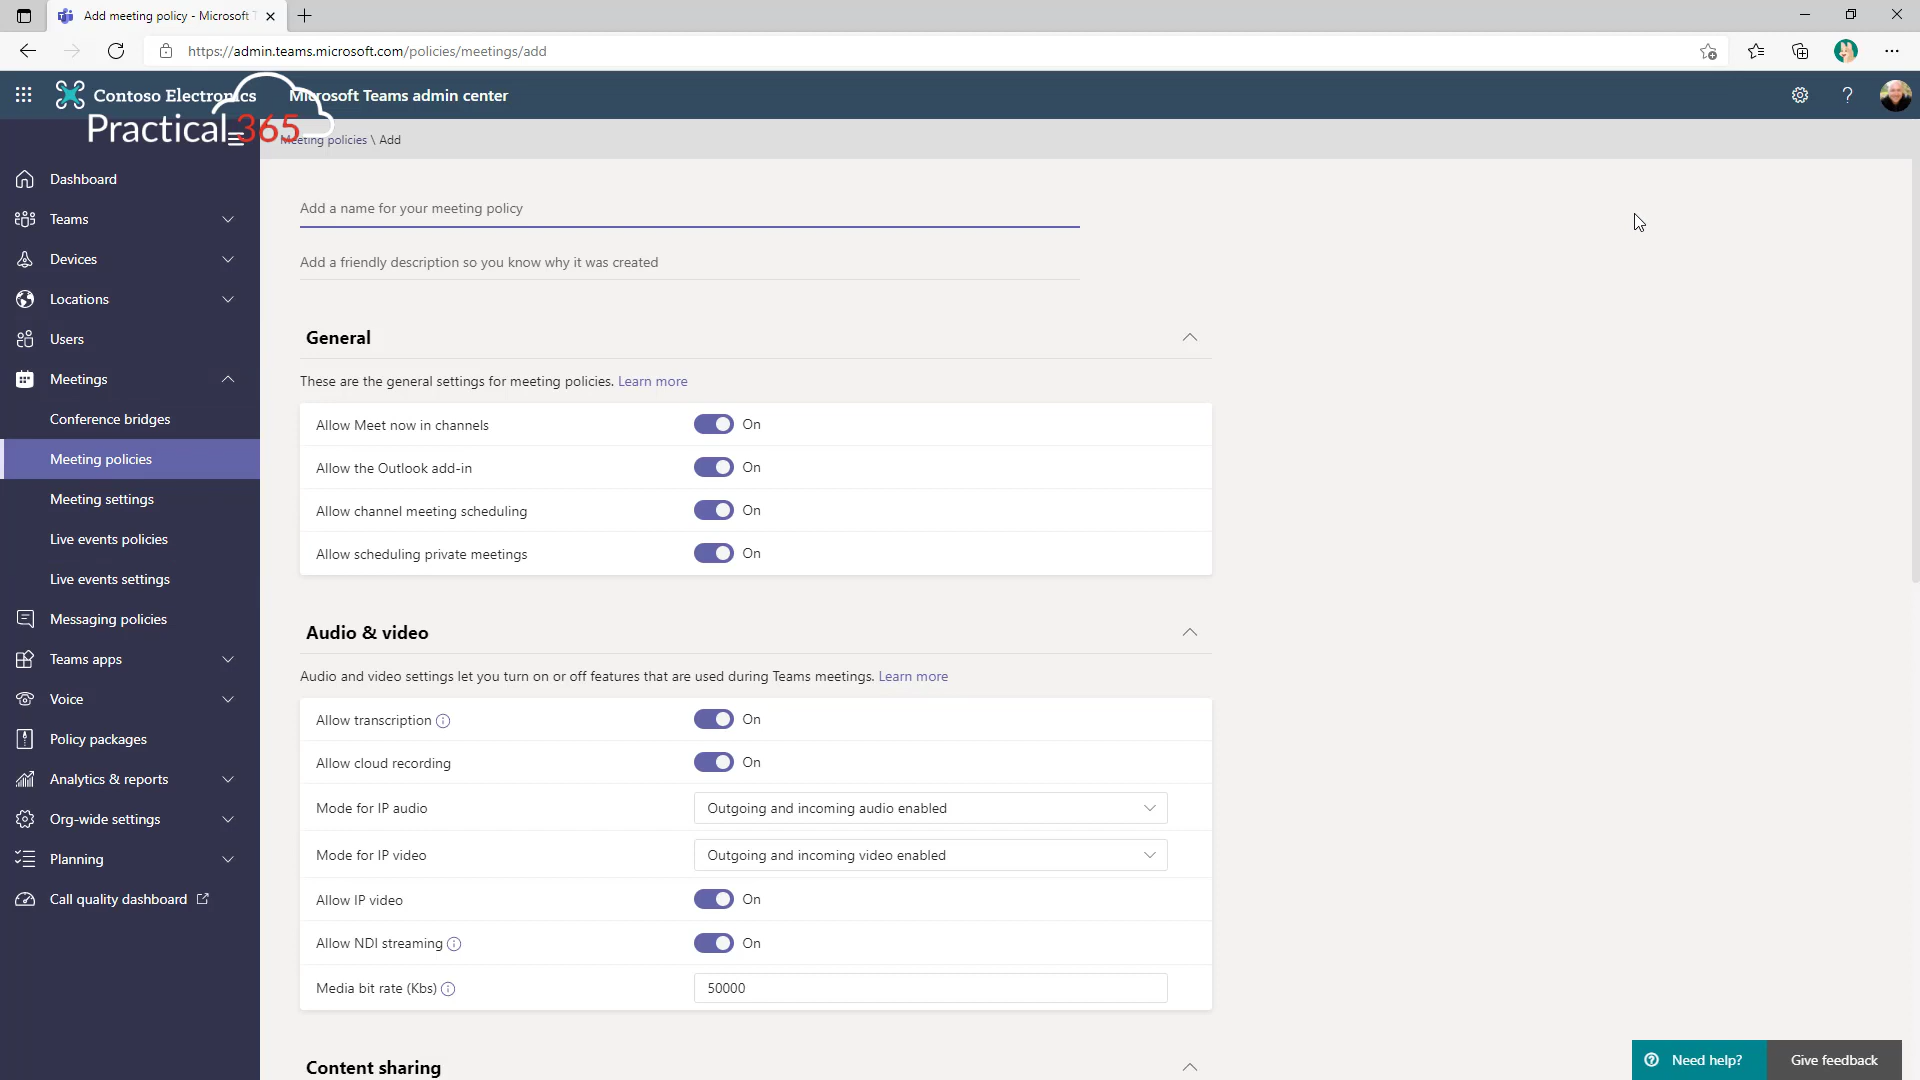 Add meeting policy - Microsoft T
https://admin.teams.microsoft.com/policies/meetings/add
Contoso Electronics
Microsoft Teams admin center
Practical 365
Meeting policies \ Add
Dashboard
Teams
Devices
Locations
Users
Meetings
Conference bridges
Meeting policies
Meeting settings
Live events policies
Live events settings
Messaging policies
Teams apps
Voice
Policy packages
Analytics & reports
Org-wide settings
Planning
Call quality dashboard
Add a name for your meeting policy
Add a friendly description so you know why it was created
General
These are the general settings for meeting policies. Learn more
Allow Meet now in channels On
Allow the Outlook add-in On
Allow channel meeting scheduling On
Allow scheduling private meetings On
Audio & video
Audio and video settings let you turn on or off features that are used during Teams meetings. Learn more
Allow transcription On
Allow cloud recording On
Mode for IP audio Outgoing and incoming audio enabled
Mode for IP video Outgoing and incoming video enabled
Allow IP video On
Allow NDI streaming On
Media bit rate (Kbs) 50000
Content sharing
Need help?
Give feedback